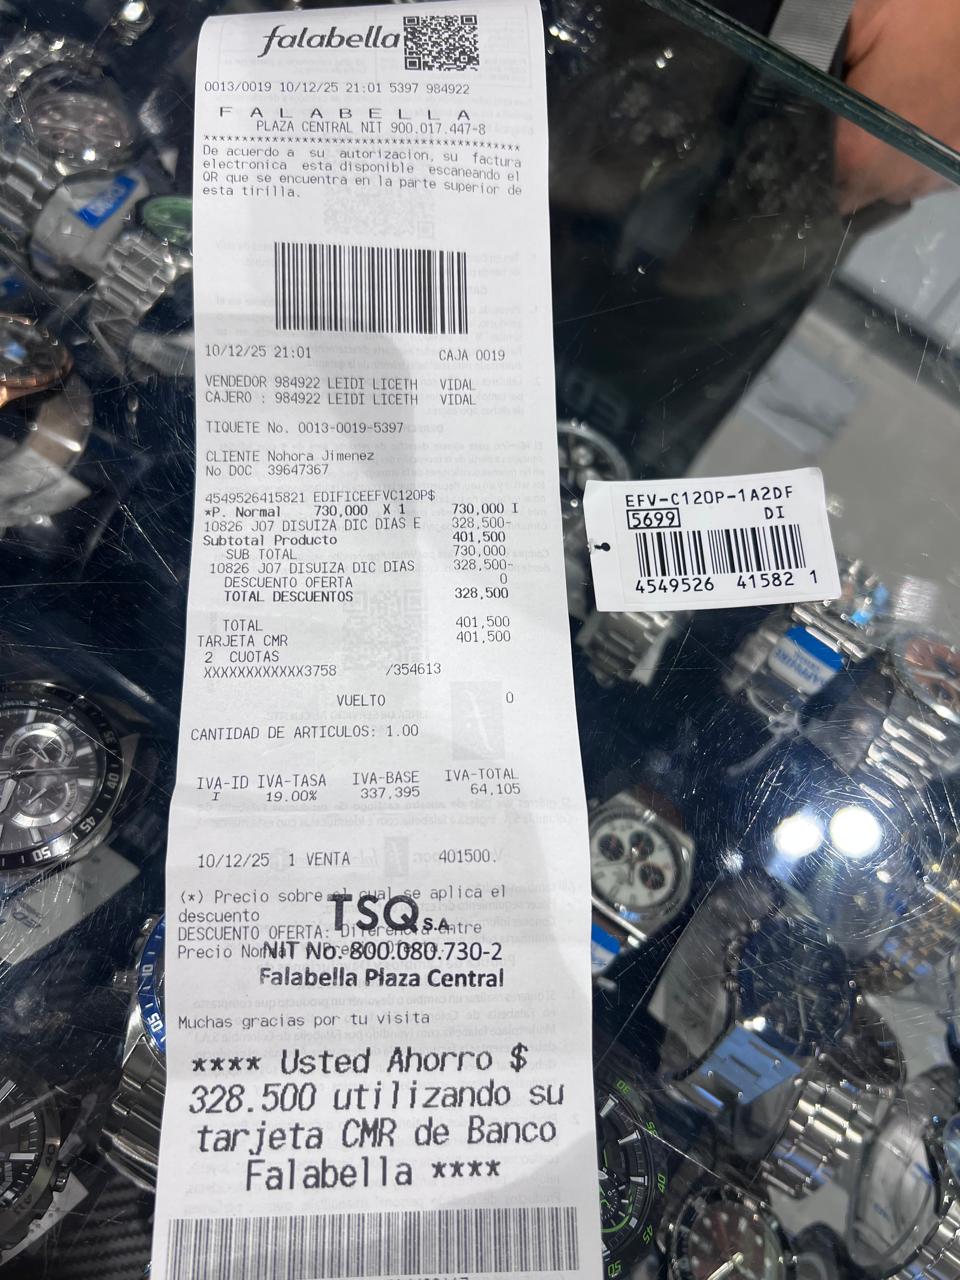 falabella
0013/0019 10/12/25 21:01 5397 984922
F A L A B E L L A
PLAZA CENTRAL NIT 900.017.447-8
****************************************************
De acuerdo a su autorizacion, su factura
electronica esta disponible escaneando el
QR que se encuentra en la parte superior de
esta tirilla.
10/12/25 21:01 CAJA 0019
VENDEDOR 984922 LEIDI LICETH VIDAL
CAJERO : 984922 LEIDI LICETH VIDAL
TIQUETE No. 0013-0019-5397
CLIENTE Nohora Jimenez
No DOC 39647367
4549526415821 EDIFICEEFVC120P$
*P. Normal 730,000 X 1 730,000 I
10826 J07 DISUIZA DIC DIAS E 328,500-
Subtotal Producto 401,500
SUB TOTAL 730,000
10826 J07 DISUIZA DIC DIAS 328,500-
DESCUENTO OFERTA 0
TOTAL DESCUENTOS 328,500
TOTAL 401,500
TARJETA CMR 401,500
2 CUOTAS
XXXXXXXXXXXX3758 /354613
VUELTO 0
CANTIDAD DE ARTICULOS: 1.00
IVA-ID IVA-TASA IVA-BASE IVA-TOTAL
I 19.00% 337,395 64,105
10/12/25 1 VENTA 401500.
(*) Precio sobre el cual se aplica el
descuento
DESCUENTO OFERTA: Diferencia entre
Precio
TSQ S.A.
NIT No. 800.080.730-2
Falabella Plaza Central
Muchas gracias por tu visita
**** Usted Ahorro $
328.500 utilizando su
tarjeta CMR de Banco
Falabella ****
EFV-C120P-1A2DF
5699 DI
4549526 41582 1